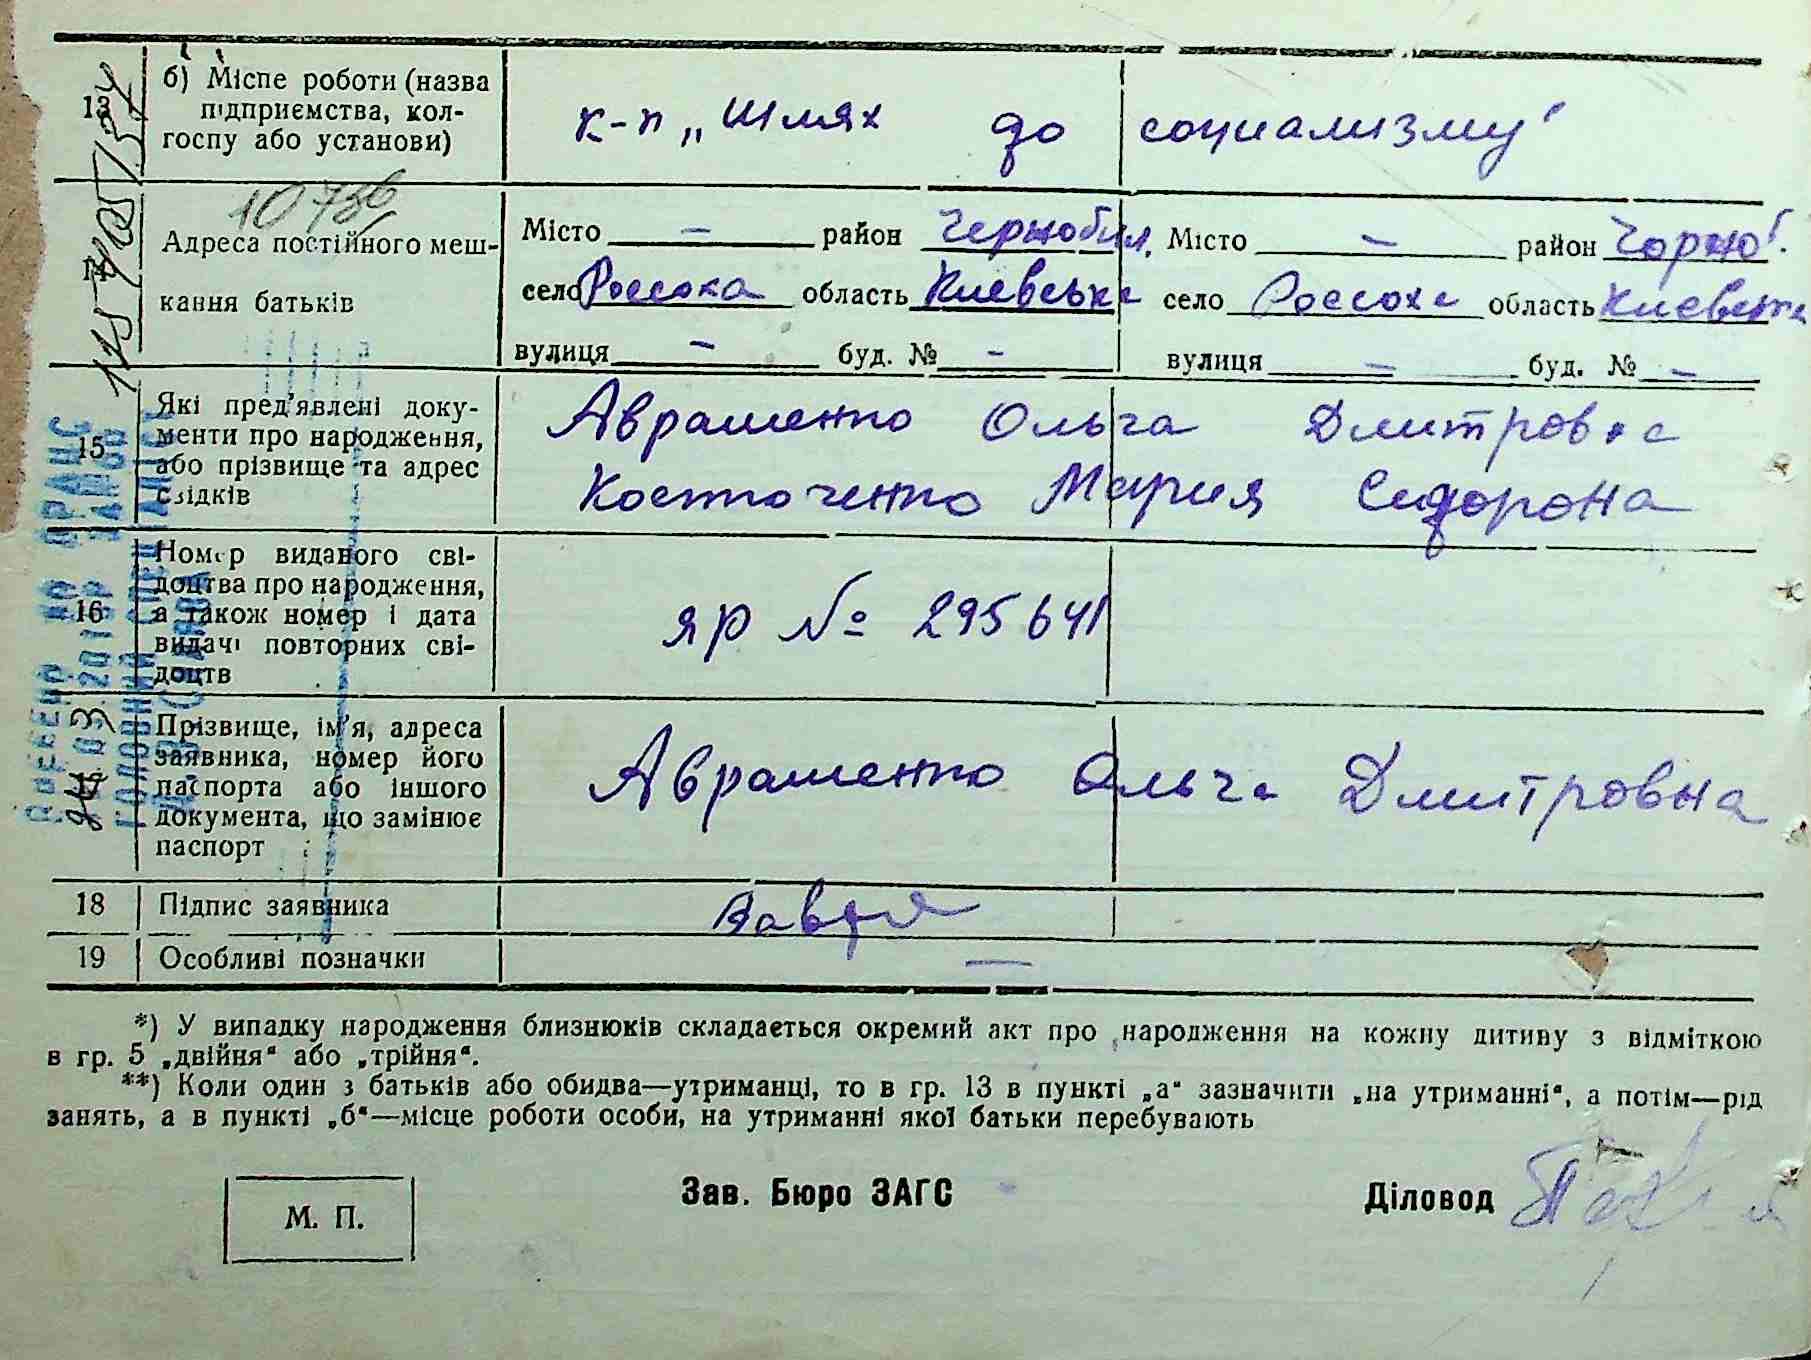 13
б) Місце роботи (назва
підприємства, кол-
госпу або установи)
к-п „Шлях до социализму"
1073б
Адреса постійного меш-
кання батьків
Місто — район Чернобил.
село Россоха область Киевська
вулиця — буд. № —
Місто — район Чорноб.
село Россоха область Киевська
вулиця — буд. № —
15
Які пред'явлені доку-
менти про народження,
або прізвище та адрес
свідків
Авраменко Ольга Дмитровна
Костюченко Мария Сидорона
16
Номер виданого сві-
доцтва про народження,
а також номер і дата
видачі повторних сві-
доцтв
яр № 295641
Прізвище, ім'я, адреса
заявника, номер його
паспорта або іншого
документа, що замінює
паспорт
Авраменко Ольга Дмитровна
18
Підпис заявника
19
Особливі позначки
—
*) У випадку народження близнюків складається окремий акт про народження на кожну дитину з відміткою
в гр. 5 „двійня" або „трійня".
**) Коли один з батьків або обидва—утриманці, то в гр. 13 в пункті „а" зазначити „на утриманні", а потім—рід
занять, а в пункті „б"—місце роботи особи, на утриманні якої батьки перебувають
М. П.
Зав. Бюро ЗАГС
Діловод